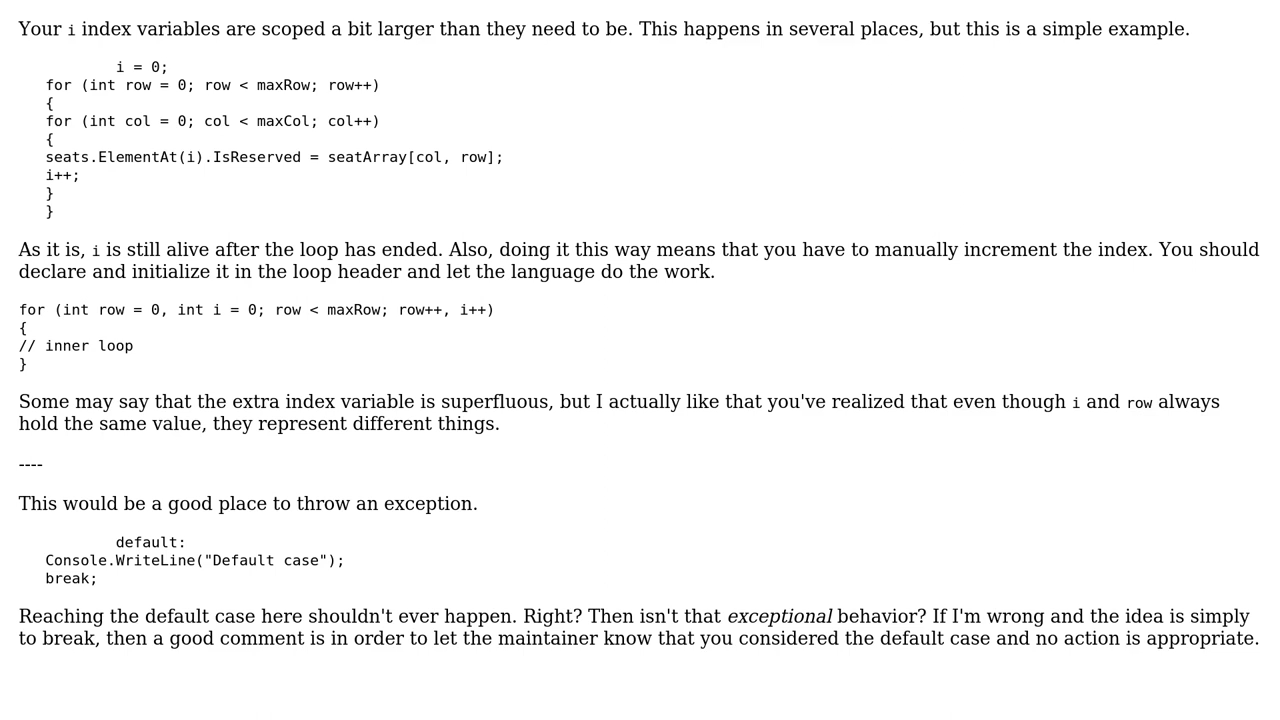 Your i index variables are scoped a bit larger than they need to be. This happens in several places, but this is a simple example.
i = 0;
for (int row = 0; row < maxRow; row++)
{
for (int col = 0; col < maxCol; col++)
{
seats.ElementAt(i).IsReserved = seatArray[col, row];
i++;
}
}
As it is, i is still alive after the loop has ended. Also, doing it this way means that you have to manually increment the index. You should
declare and initialize it in the loop header and let the language do the work.
for (int row = 0, int i = 0; row < maxRow; row++, i++)
{
// inner loop
}
Some may say that the extra index variable is superfluous, but I actually like that you've realized that even though i and row always
hold the same value, they represent different things.
----
This would be a good place to throw an exception.
default:
Console.WriteLine("Default case");
break;
Reaching the default case here shouldn't ever happen. Right? Then isn't that exceptional behavior? If I'm wrong and the idea is simply
to break, then a good comment is in order to let the maintainer know that you considered the default case and no action is appropriate.